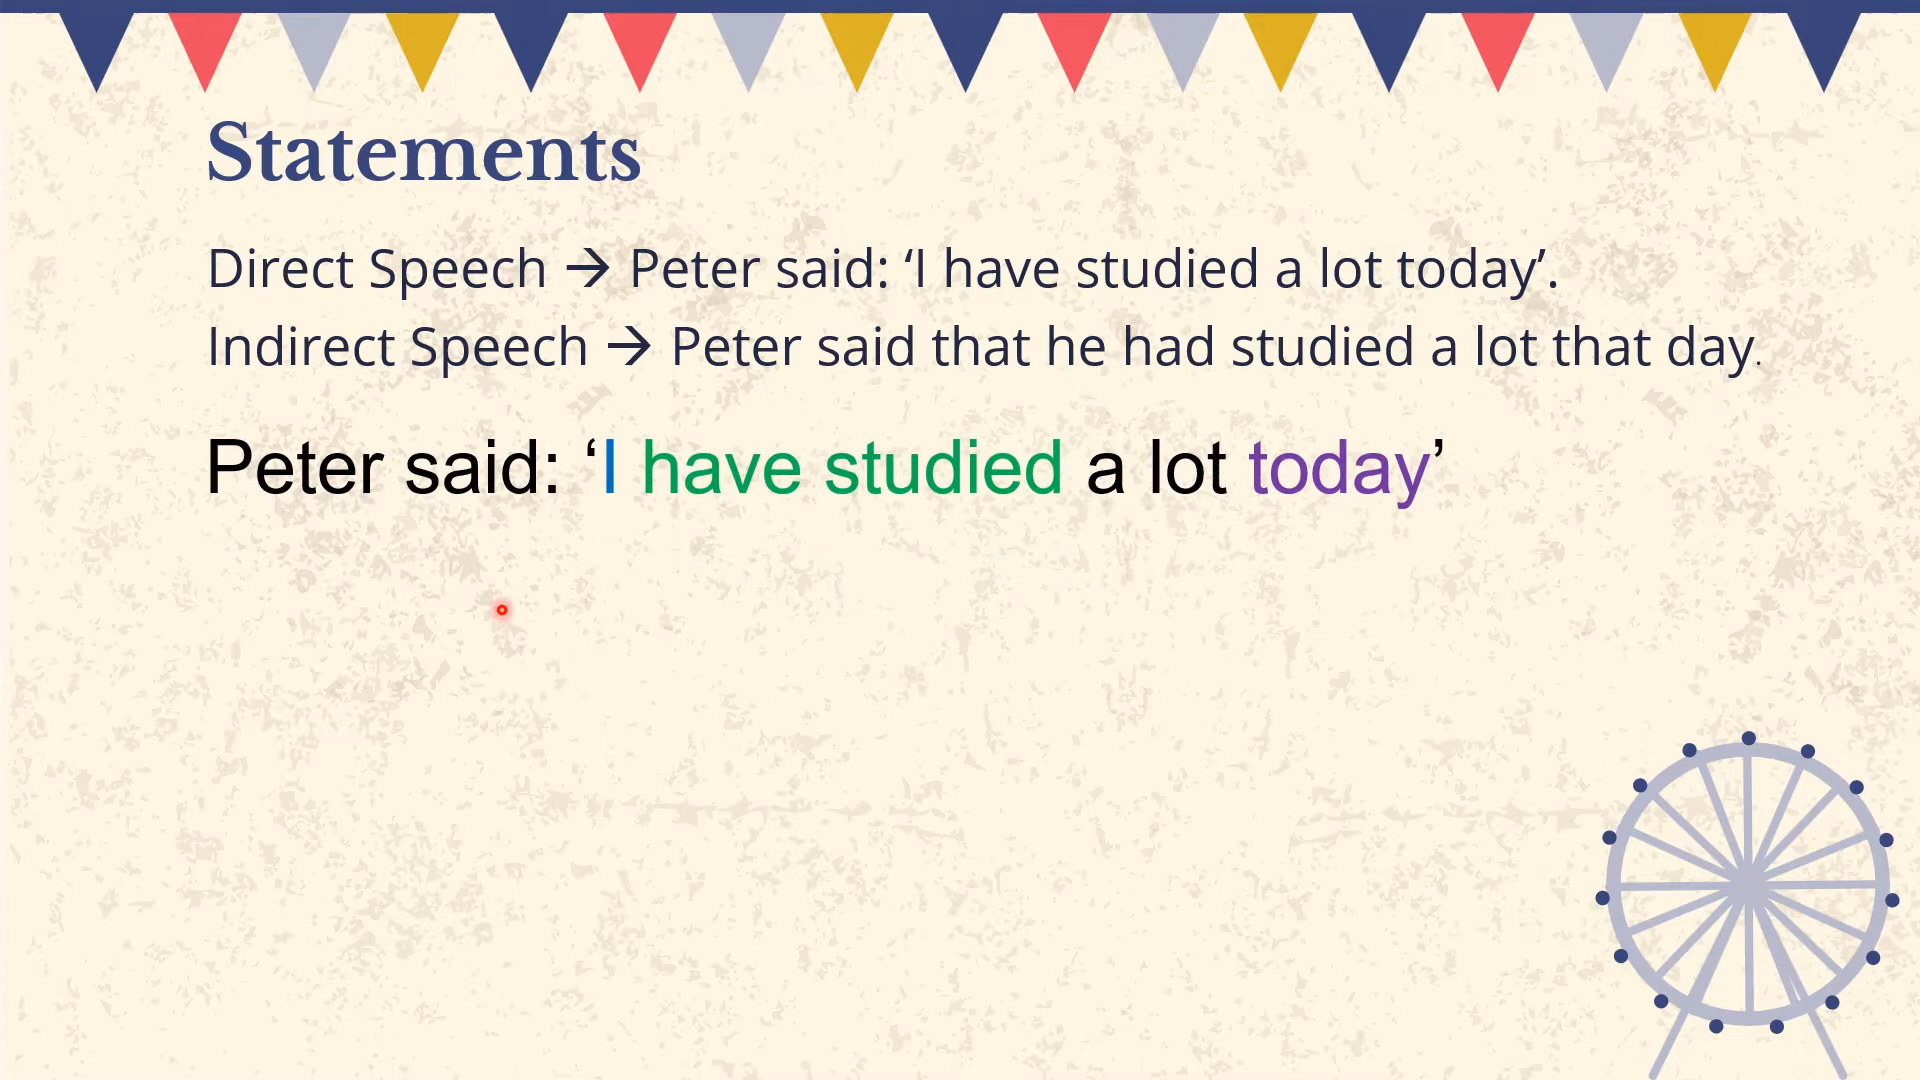 Statements
Direct Speech → Peter said: ‘I have studied a lot today’.
Indirect Speech → Peter said that he had studied a lot that day.
Peter said: ‘I have studied a lot today’